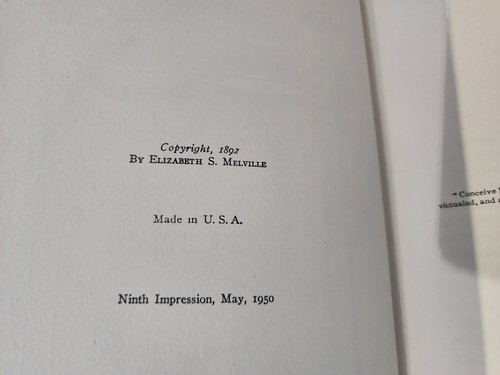 Copyright, 1892
By Elizabeth S. Melville
Made in U. S. A.
Ninth Impression, May, 1950
"Conceive
victualed, and